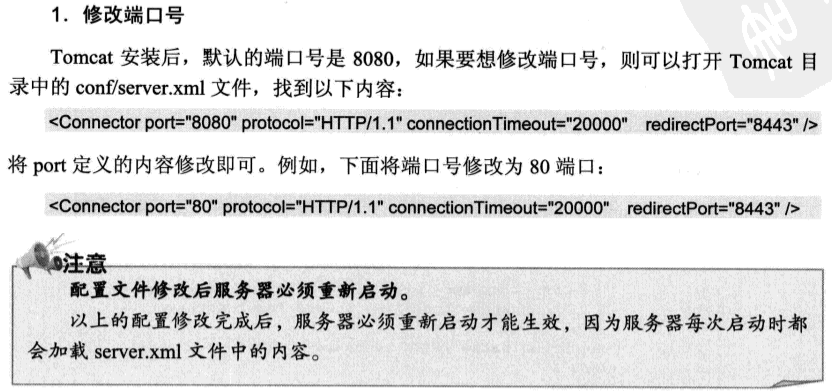 1．修改端口号
Tomcat 安装后，默认的端口号是 8080，如果要想修改端口号，则可以打开 Tomcat 目
录中的 conf/server.xml 文件，找到以下内容：
<Connector port="8080" protocol="HTTP/1.1" connectionTimeout="20000" redirectPort="8443" />
将 port 定义的内容修改即可。例如，下面将端口号修改为 80 端口：
<Connector port="80" protocol="HTTP/1.1" connectionTimeout="20000" redirectPort="8443" />
注意
配置文件修改后服务器必须重新启动。
以上的配置修改完成后，服务器必须重新启动才能生效，因为服务器每次启动时都
会加载 server.xml 文件中的内容。